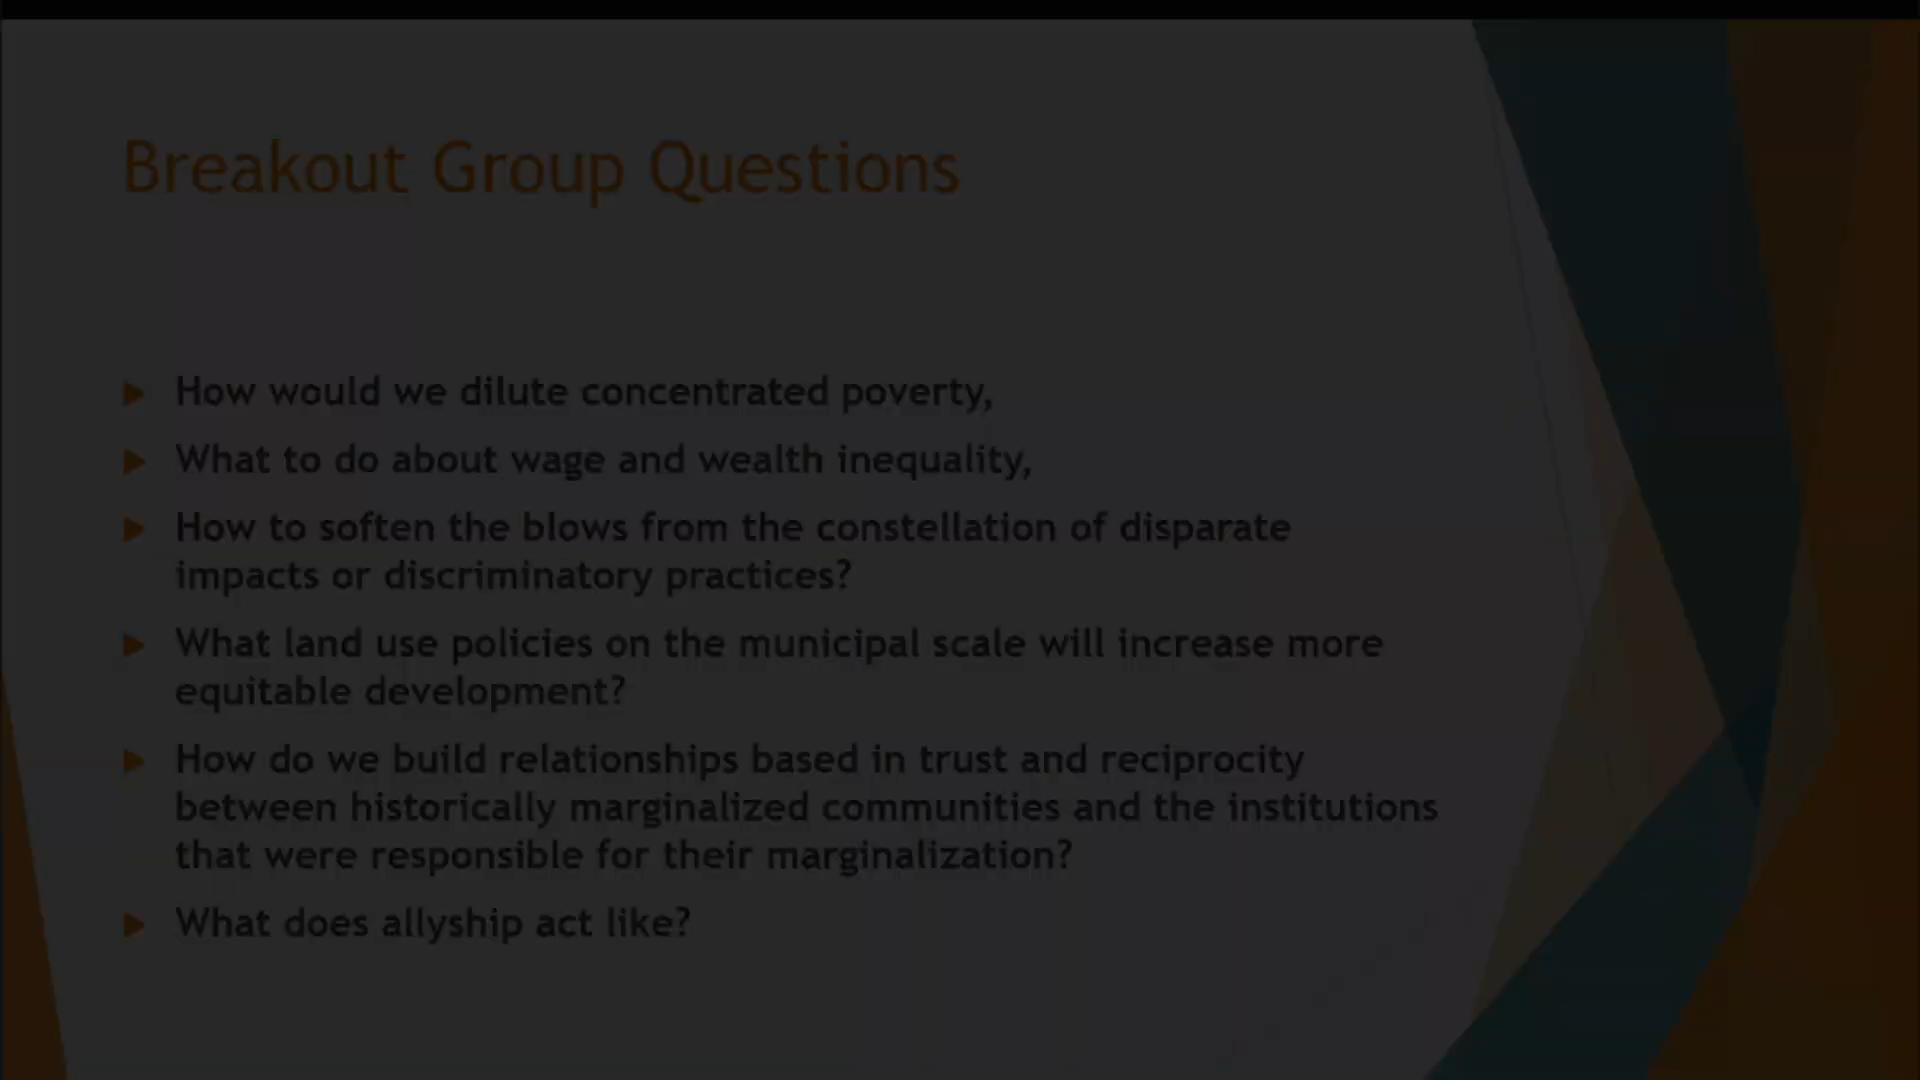 Breakout Group Questions
How would we dilute concentrated poverty,
What to do about wage and wealth inequality,
How to soften the blows from the constellation of disparate
impacts or discriminatory practices?
What land use policies on the municipal scale will increase more
equitable development?
How do we build relationships based in trust and reciprocity
between historically marginalized communities and the institutions
that were responsible for their marginalization?
What does allyship act like?